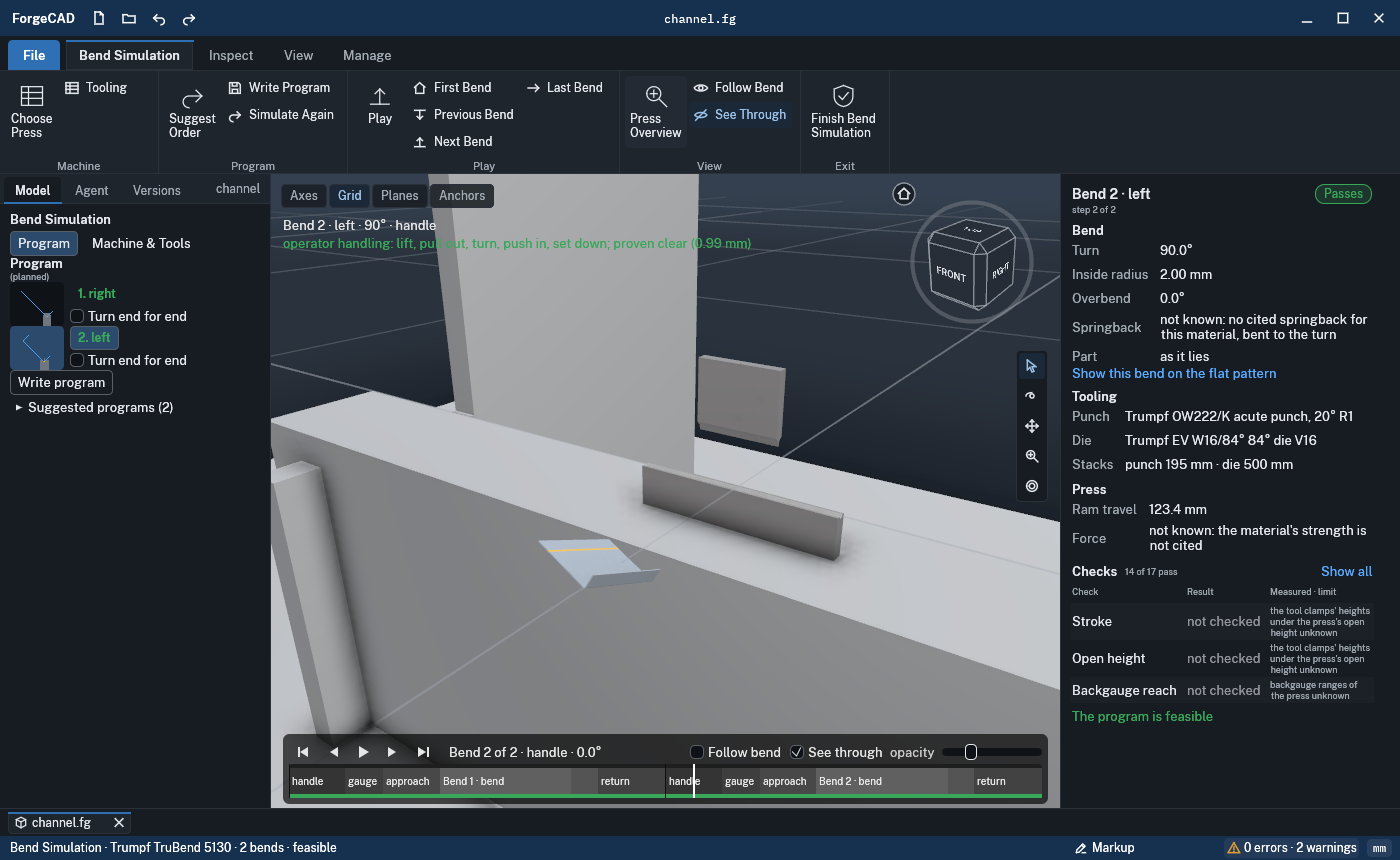 ForgeCAD
channel.fg
File
Bend Simulation
Inspect
View
Manage
Choose Press
Tooling
Machine
Suggest Order
Write Program
Simulate Again
Program
Play
First Bend
Previous Bend
Next Bend
Last Bend
Play
Press Overview
Follow Bend
See Through
View
Finish Bend Simulation
Exit
Model
Agent
Versions
channel
Bend Simulation
Program
Machine & Tools
Program
(planned)
1. right
Turn end for end
2. left
Turn end for end
Write program
Suggested programs (2)
Axes
Grid
Planes
Anchors
Bend 2 · left · 90° · handle
operator handling: lift, pull out, turn, push in, set down; proven clear (0.99 mm)
FRONT
RIGHT
Bend 2 of 2 · handle · 0.0°
Follow bend
See through
opacity
handle
gauge
approach
Bend 1 · bend
return
handle
gauge
approach
Bend 2 · bend
return
Bend 2 · left
Passes
step 2 of 2
Bend
Turn 90.0°
Inside radius 2.00 mm
Overbend 0.0°
Springback not known: no cited springback for
this material, bent to the turn
Part as it lies
Show this bend on the flat pattern
Tooling
Punch Trumpf OW222/K acute punch, 20° R1
Die Trumpf EV W16/84° 84° die V16
Stacks punch 195 mm · die 500 mm
Press
Ram travel 123.4 mm
Force not known: the material's strength is
not cited
Checks 14 of 17 pass Show all
Check Result Measured · limit
Stroke not checked the tool clamps' heights
under the press's open
height unknown
Open height not checked the tool clamps' heights
under the press's open
height unknown
Backgauge reach not checked backgauge ranges of
the press unknown
The program is feasible
channel.fg
Bend Simulation · Trumpf TruBend 5130 · 2 bends · feasible
Markup
0 errors · 2 warnings
mm